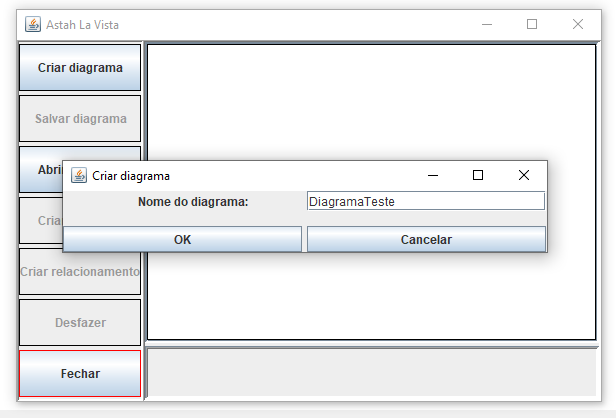 Astah La Vista
Criar diagrama
Salvar diagrama
Abri
Criar diagrama
Nome do diagrama:
DiagramaTeste
OK
Cancelar
Cria
Criar relacionamento
Desfazer
Fechar